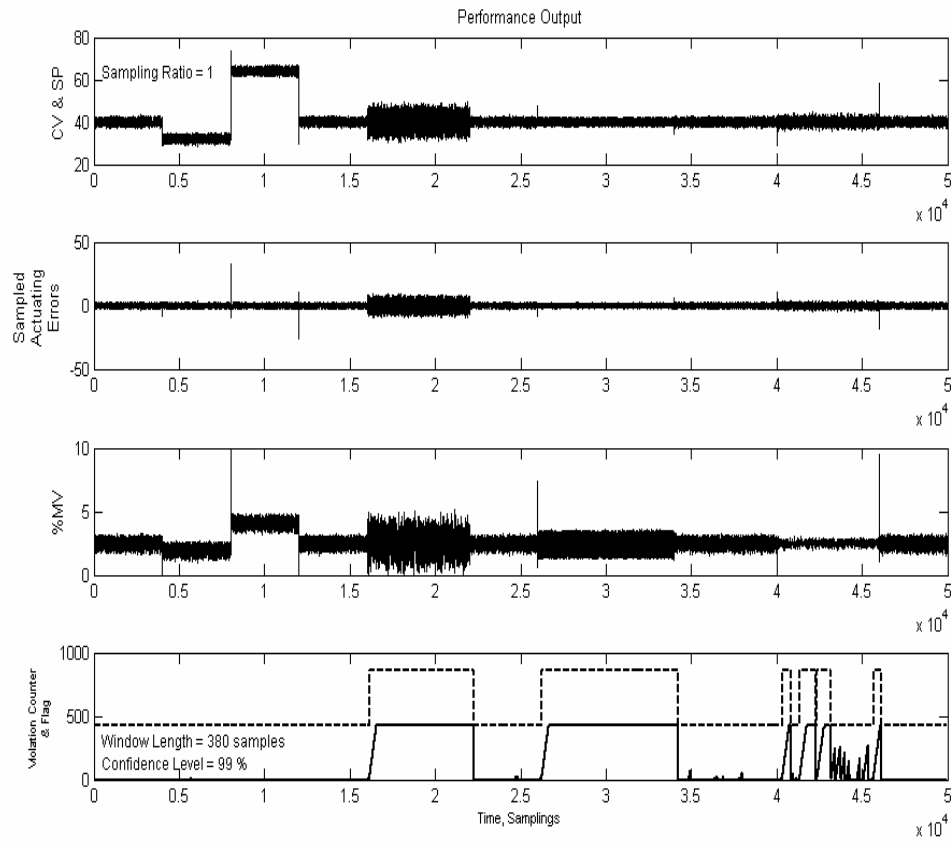 Performance Output
80
60
40
20
CV & SP
Sampling Ratio = 1
0 0.5 1 1.5 2 2.5 3 3.5 4 4.5 5
x 10^4
50
0
-50
Sampled
Actuating
Errors
0 0.5 1 1.5 2 2.5 3 3.5 4 4.5 5
x 10^4
10
5
0
%MV
0 0.5 1 1.5 2 2.5 3 3.5 4 4.5 5
x 10^4
1000
500
0
Violation Counter
& Flag
Window Length = 380 samples
Confidence Level = 99 %
0 0.5 1 1.5 2 2.5 3 3.5 4 4.5 5
Time, Samplings
x 10^4